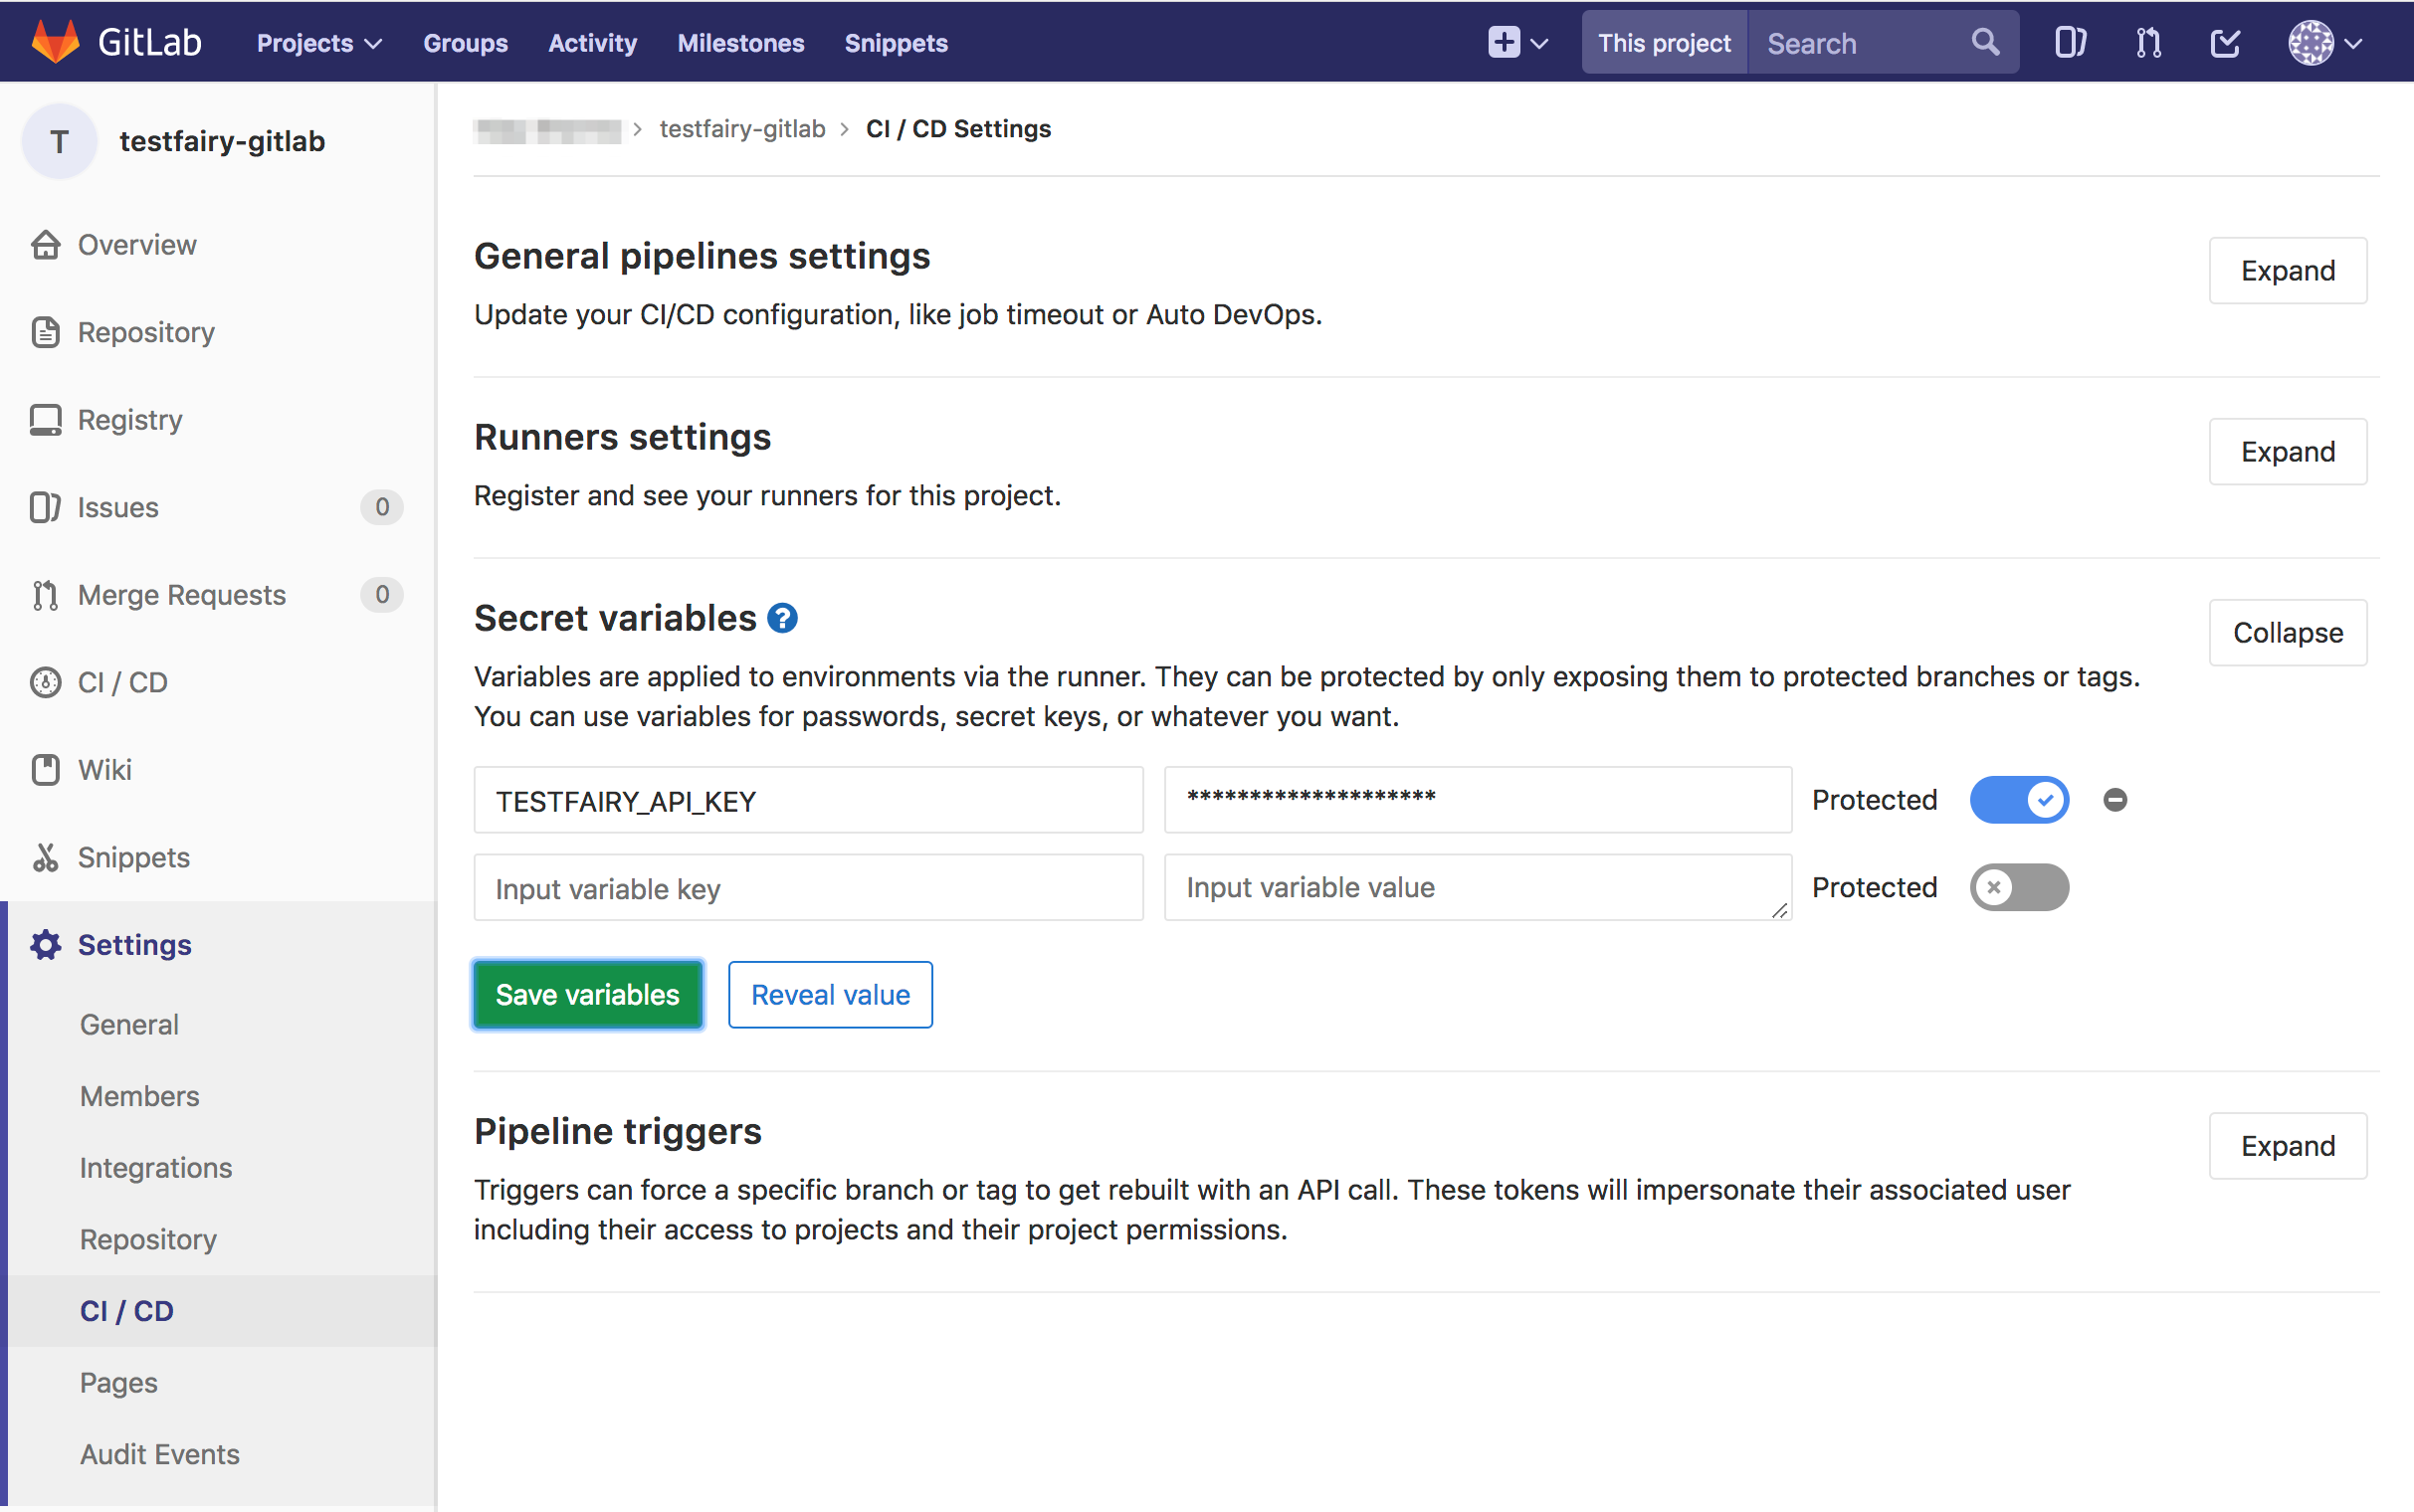 GitLab Projects Groups Activity Milestones Snippets This project Search
T testfairy-gitlab
Overview
Repository
Registry
Issues 0
Merge Requests 0
CI / CD
Wiki
Snippets
Settings
General
Members
Integrations
Repository
CI / CD
Pages
Audit Events
> testfairy-gitlab > CI / CD Settings
General pipelines settings
Expand
Update your CI/CD configuration, like job timeout or Auto DevOps.
Runners settings
Expand
Register and see your runners for this project.
Secret variables ?
Collapse
Variables are applied to environments via the runner. They can be protected by only exposing them to protected branches or tags.
You can use variables for passwords, secret keys, or whatever you want.
TESTFAIRY_API_KEY ******************** Protected
Input variable key Input variable value Protected
Save variables Reveal value
Pipeline triggers
Expand
Triggers can force a specific branch or tag to get rebuilt with an API call. These tokens will impersonate their associated user
including their access to projects and their project permissions.